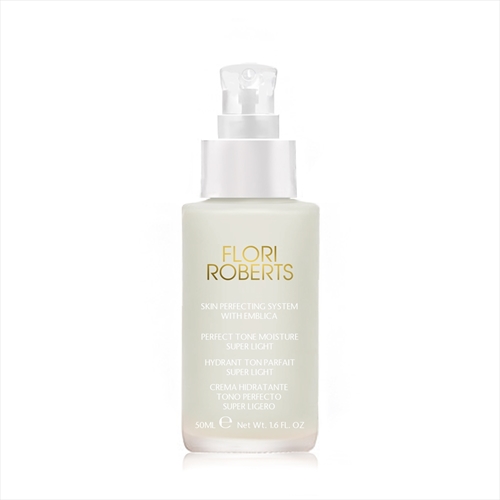 FLORI
ROBERTS
SKIN PERFECTING SYSTEM
WITH EMBLICA
PERFECT TONE MOISTURE
SUPER LIGHT
HYDRANT TON PARFAIT
SUPER LIGHT
CREMA HIDRATANTE
TONO PERFECTO
SUPER LIGERO
50ML ℮ Net Wt. 1.6 FL. OZ